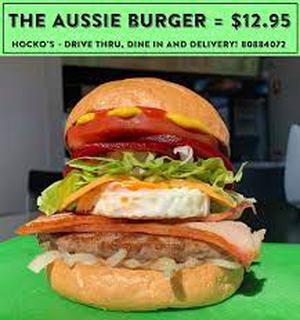 THE AUSSIE BURGER = $12.95
HOCKO'S - DRIVE THRU, DINE IN AND DELIVERY! 80884072